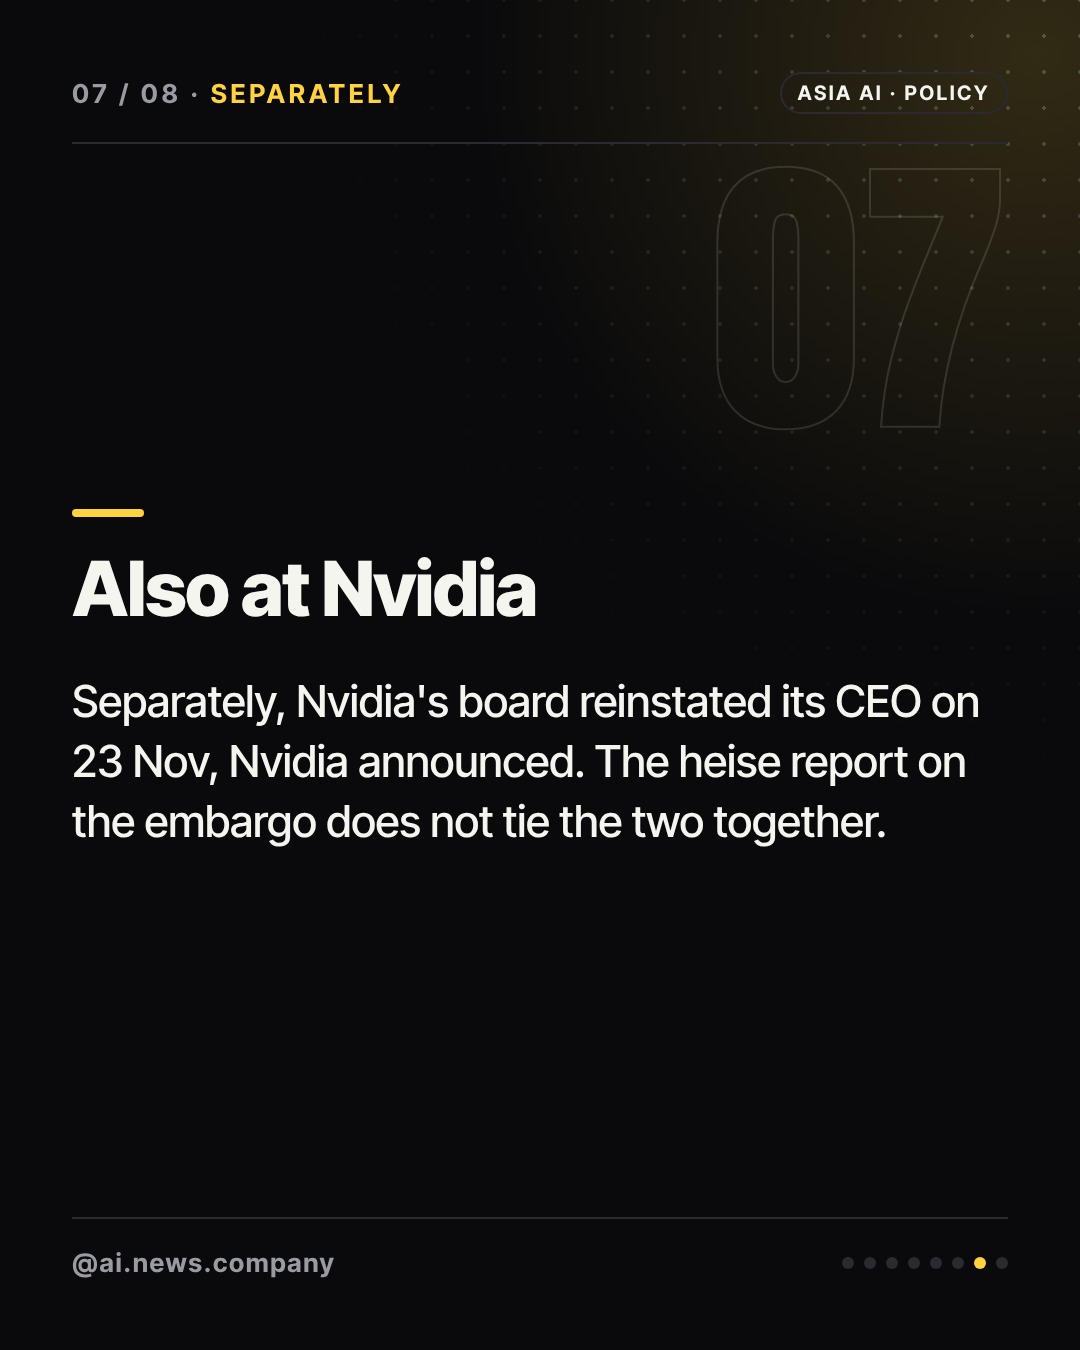 07 / 08 · SEPARATELY
ASIA AI · POLICY
07
Also at Nvidia
Separately, Nvidia's board reinstated its CEO on
23 Nov, Nvidia announced. The heise report on
the embargo does not tie the two together.
@ai.news.company